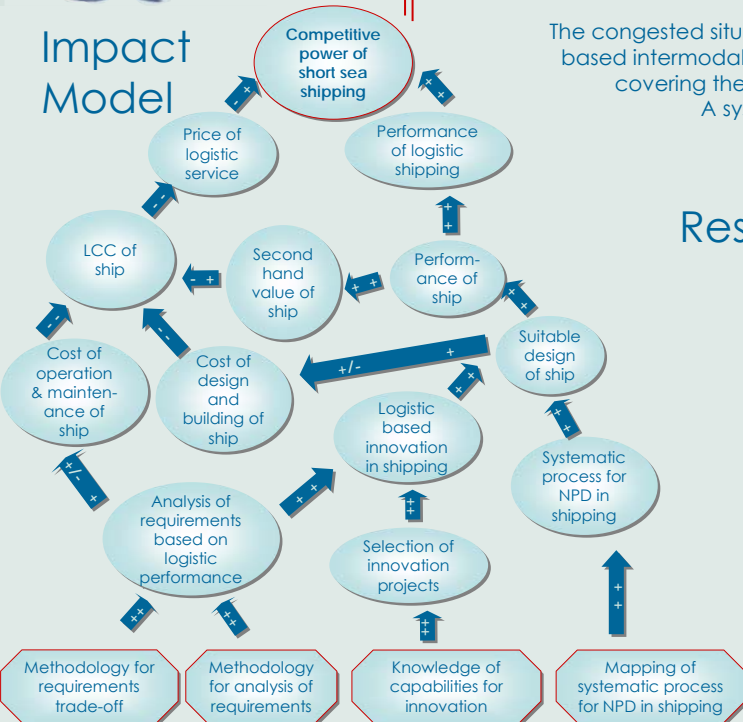 Impact
Model
The congested situ
based intermodal
covering the
A sy
Res
Competitive
power of
short sea
shipping
+
-
+
+
Price of
logistic
service
Performance
of logistic
shipping
-
-
+
+
LCC of
ship
Second
hand
value of
ship
Perform-
ance of
ship
- +
+ +
+
+
-
-
-
-
Suitable
design
of ship
+/-
+
Cost of
operation
& mainten-
ance of
ship
Cost of
design
and
building of
ship
Logistic
based
innovation
in shipping
+
+
+
+
Systematic
process for
NPD in
shipping
+/-
+
+ +
Analysis of
requirements
based on
logistic
performance
+
+
Selection of
innovation
projects
++
++
+
+
+
+
Methodology for
requirements
trade-off
Methodology
for analysis of
requirements
Knowledge of
capabilities for
innovation
Mapping of
systematic process
for NPD in shipping